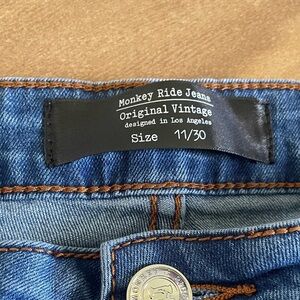 Monkey Ride Jeans
Original Vintage
designed in Los Angeles
Size 11/30